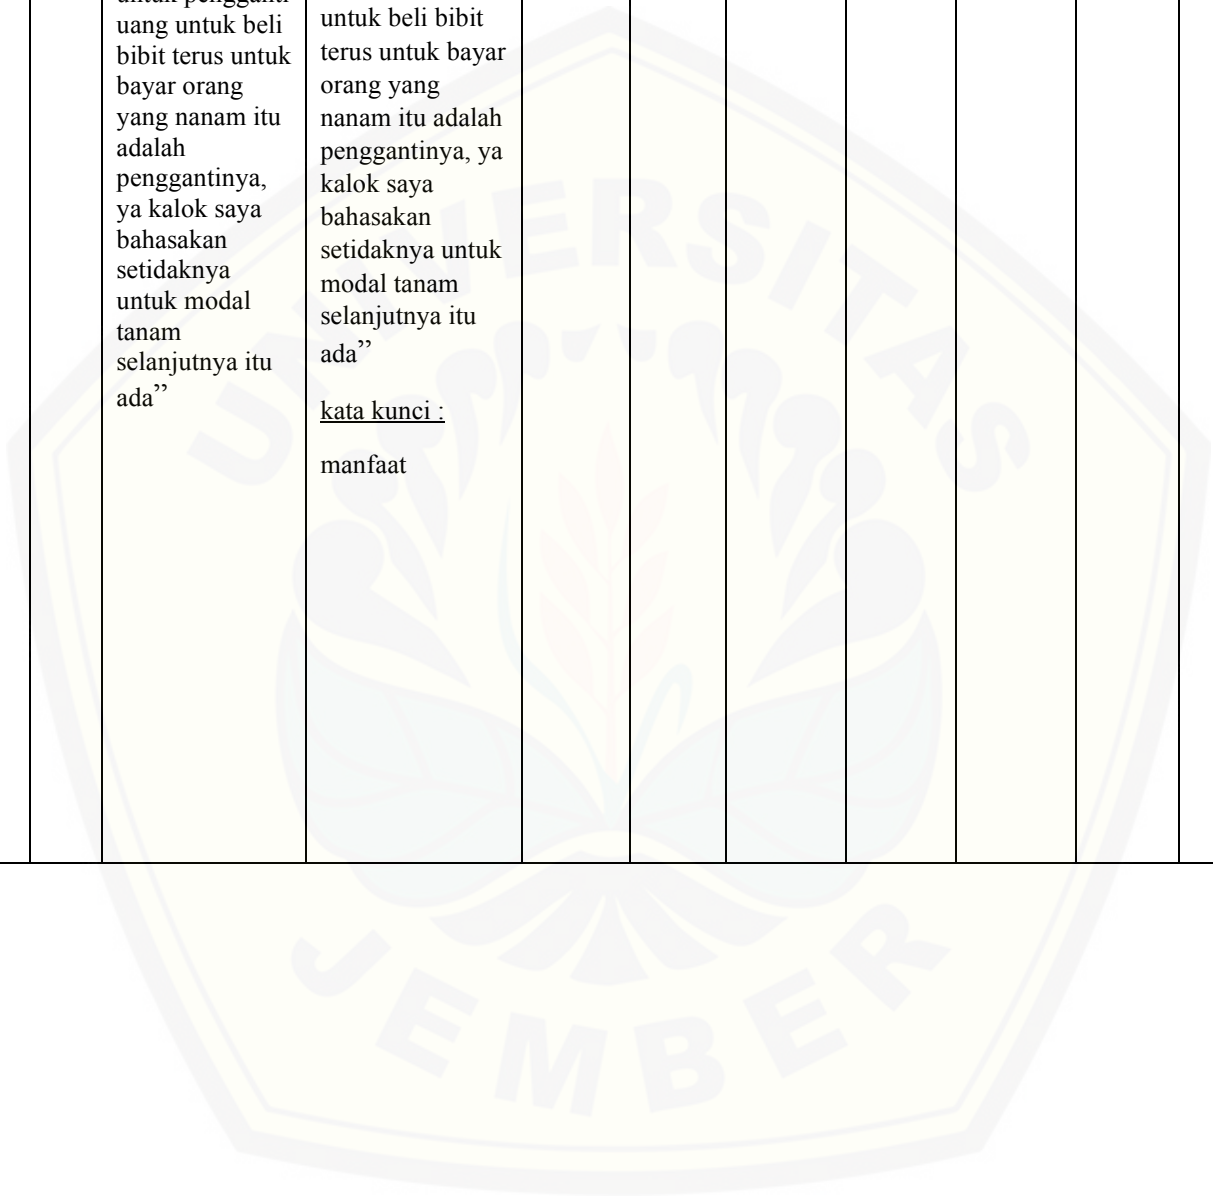 untuk pengganti
uang untuk beli
bibit terus untuk
bayar orang
yang nanam itu
adalah
penggantinya,
ya kalok saya
bahasakan
setidaknya
untuk modal
tanam
selanjutnya itu
ada”
untuk beli bibit
terus untuk bayar
orang yang
nanam itu adalah
penggantinya, ya
kalok saya
bahasakan
setidaknya untuk
modal tanam
selanjutnya itu
ada”
kata kunci :
manfaat
UNIVERSITAS
JEMBER